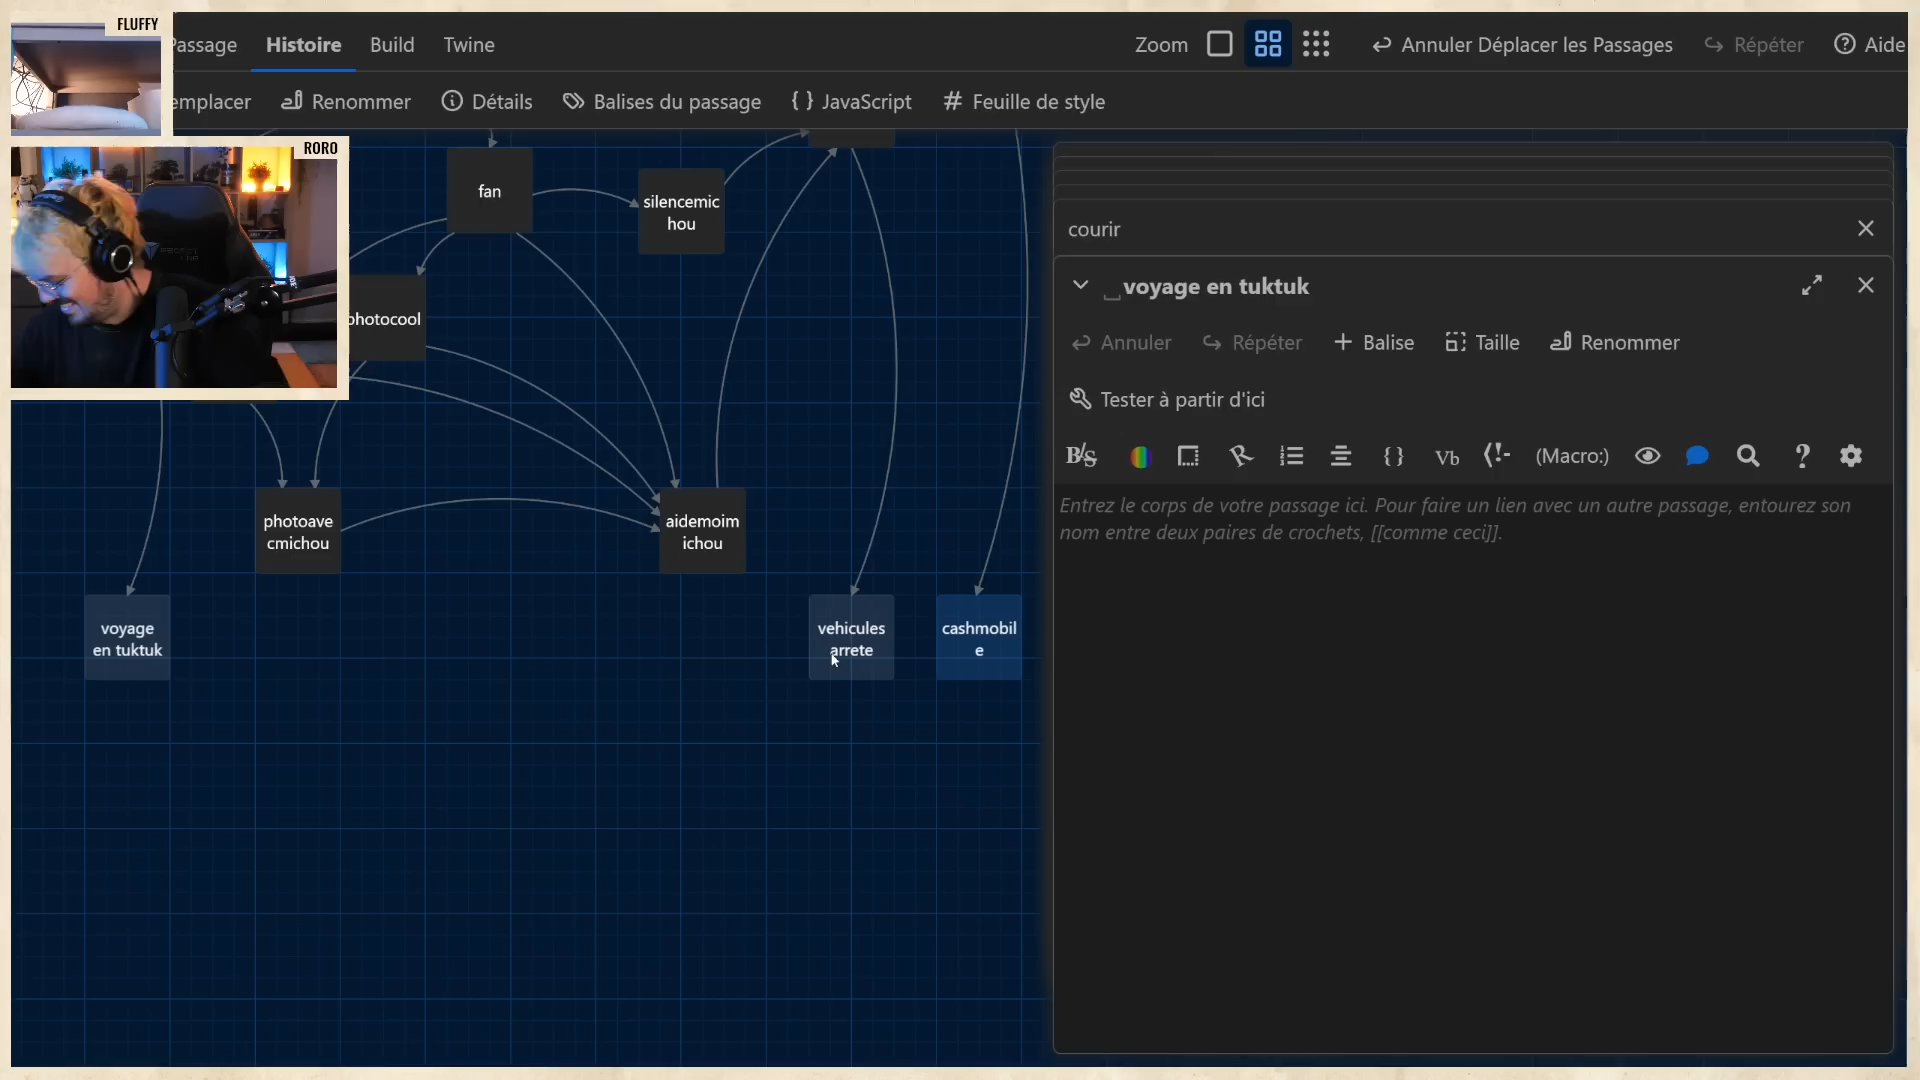 FLUFFY
Passage
Histoire
Build
Twine
Zoom
Annuler Déplacer les Passages
Répéter
Aide
emplacer
Renommer
Détails
Balises du passage
{ } JavaScript
# Feuille de style
RORO
fan
silencemic
hou
photocool
photoave
cmichou
aidemoim
ichou
voyage
en tuktuk
vehicules
arrete
cashmobil
e
courir
voyage en tuktuk
Annuler
Répéter
+ Balise
Taille
Renommer
Tester à partir d'ici
(Macro:)
Entrez le corps de votre passage ici. Pour faire un lien avec un autre passage, entourez son
nom entre deux paires de crochets, [[comme ceci]].